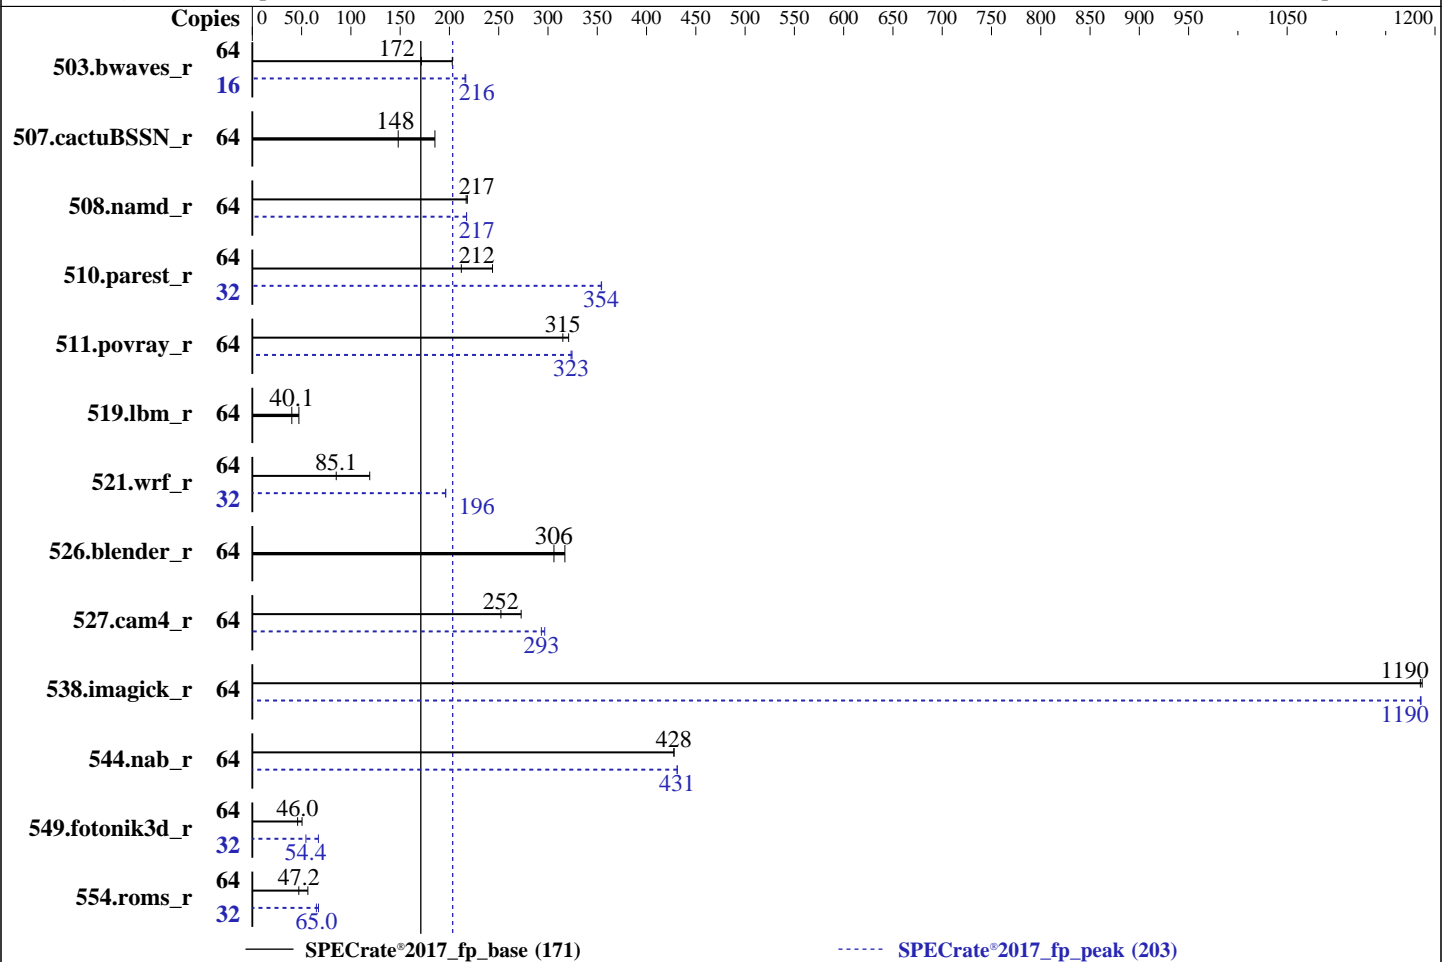 Copies 0 50.0 100 150 200 250 300 350 400 450 500 550 600 650 700 750 800 850 900 950 1050 1200
503.bwaves_r 64 172
16 216
507.cactuBSSN_r 64 148
508.namd_r 64 217
217
510.parest_r 64 212
32 354
511.povray_r 64 315
323
519.lbm_r 64 40.1
521.wrf_r 64 85.1
32 196
526.blender_r 64 306
527.cam4_r 64 252
293
538.imagick_r 64 1190
1190
544.nab_r 64 428
431
549.fotonik3d_r 64 46.0
32 54.4
554.roms_r 64 47.2
32 65.0
SPECrate®2017_fp_base (171) SPECrate®2017_fp_peak (203)